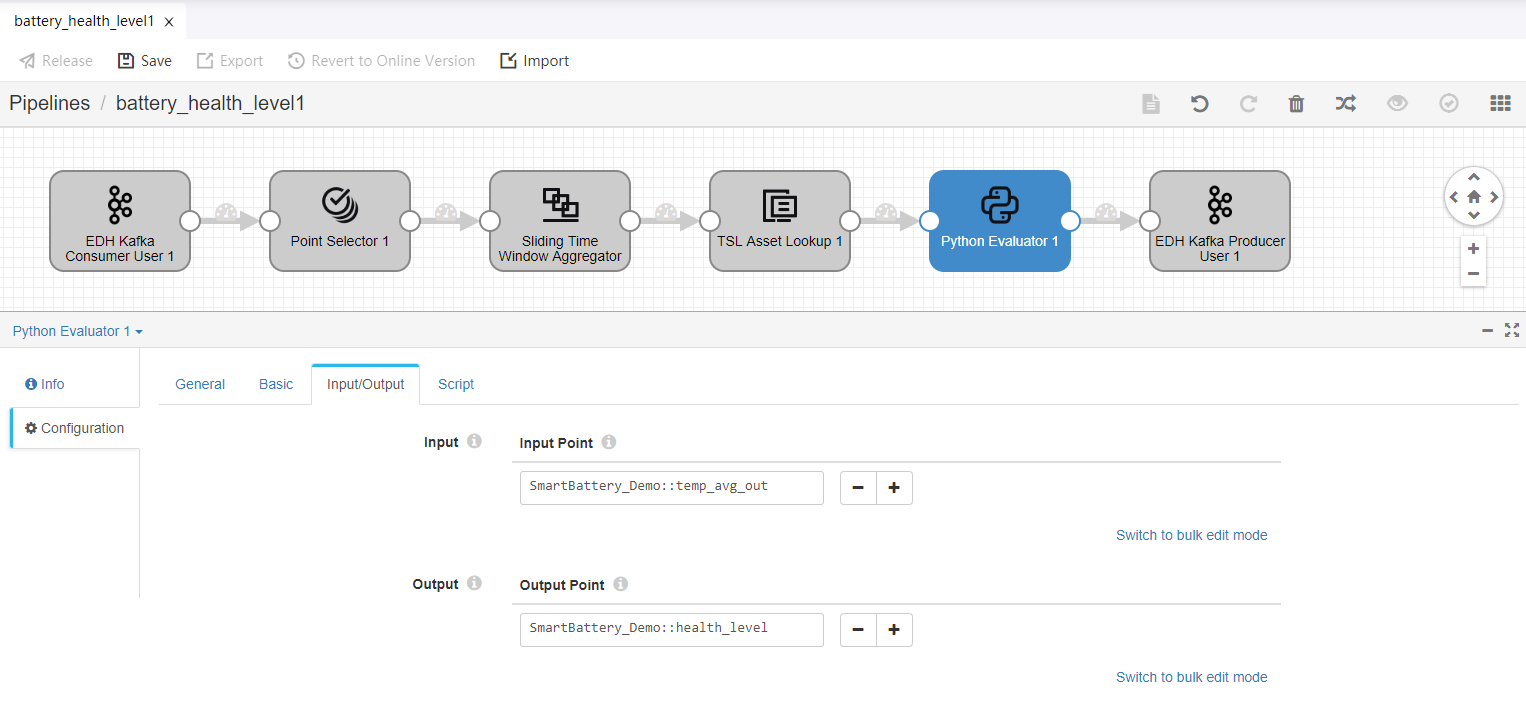 battery_health_level1 ×
Release Save Export Revert to Online Version Import
Pipelines / battery_health_level1
EDH Kafka
Consumer User 1
Point Selector 1
Sliding Time
Window Aggregator
TSL Asset Lookup 1
Python Evaluator 1
EDH Kafka Producer
User 1
Python Evaluator 1
Info
Configuration
General Basic Input/Output Script
Input Input Point
SmartBattery_Demo::temp_avg_out
Switch to bulk edit mode
Output Output Point
SmartBattery_Demo::health_level
Switch to bulk edit mode